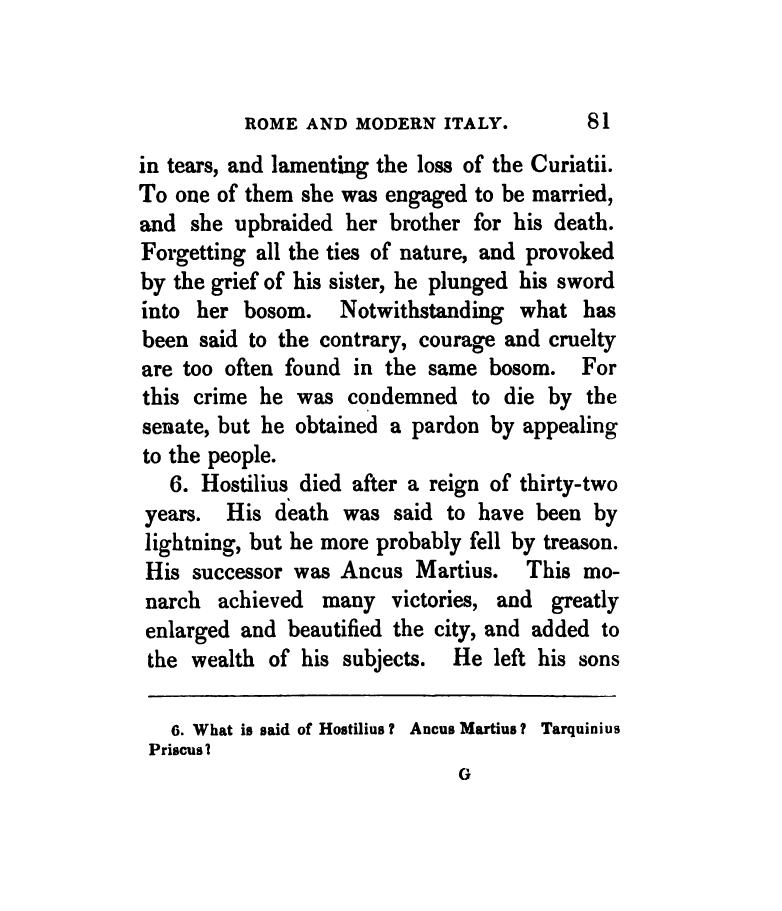 ROME AND MODERN ITALY. 81
in tears, and lamenting the loss of the Curiatii.
To one of them she was engaged to be married,
and she upbraided her brother for his death.
Forgetting all the ties of nature, and provoked
by the grief of his sister, he plunged his sword
into her bosom. Notwithstanding what has
been said to the contrary, courage and cruelty
are too often found in the same bosom. For
this crime he was condemned to die by the
senate, but he obtained a pardon by appealing
to the people.
6. Hostilius died after a reign of thirty-two
years. His death was said to have been by
lightning, but he more probably fell by treason.
His successor was Ancus Martius. This mo-
narch achieved many victories, and greatly
enlarged and beautified the city, and added to
the wealth of his subjects. He left his sons
6. What is said of Hostilius? Ancus Martius? Tarquinius
Priscus?
G